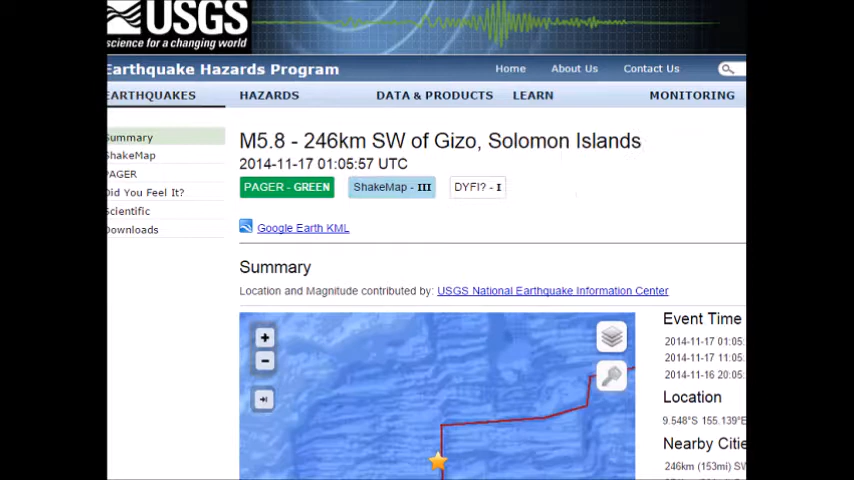 USGS
science for a changing world
Earthquake Hazards Program
Home
About Us
Contact Us
EARTHQUAKES
HAZARDS
DATA & PRODUCTS
LEARN
MONITORING
Summary
ShakeMap
PAGER
Did You Feel It?
Scientific
Downloads
M5.8 - 246km SW of Gizo, Solomon Islands
2014-11-17 01:05:57 UTC
PAGER - GREEN
ShakeMap - III
DYFI? - I
Google Earth KML
Summary
Location and Magnitude contributed by: USGS National Earthquake Information Center
+
-
Event Time
2014-11-17 01:05:
2014-11-17 11:05:
2014-11-16 20:05:
Location
9.548°S 155.139°E
Nearby Citie
246km (153mi) SW